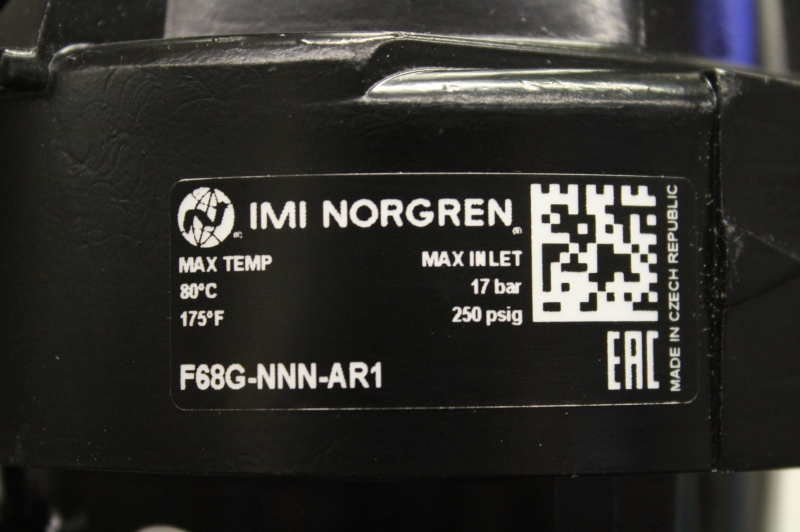 IMI NORGREN
MAX TEMP
80°C
175°F
MAX INLET
17 bar
250 psig
F68G-NNN-AR1
EAC
MADE IN CZECH REPUBLIC